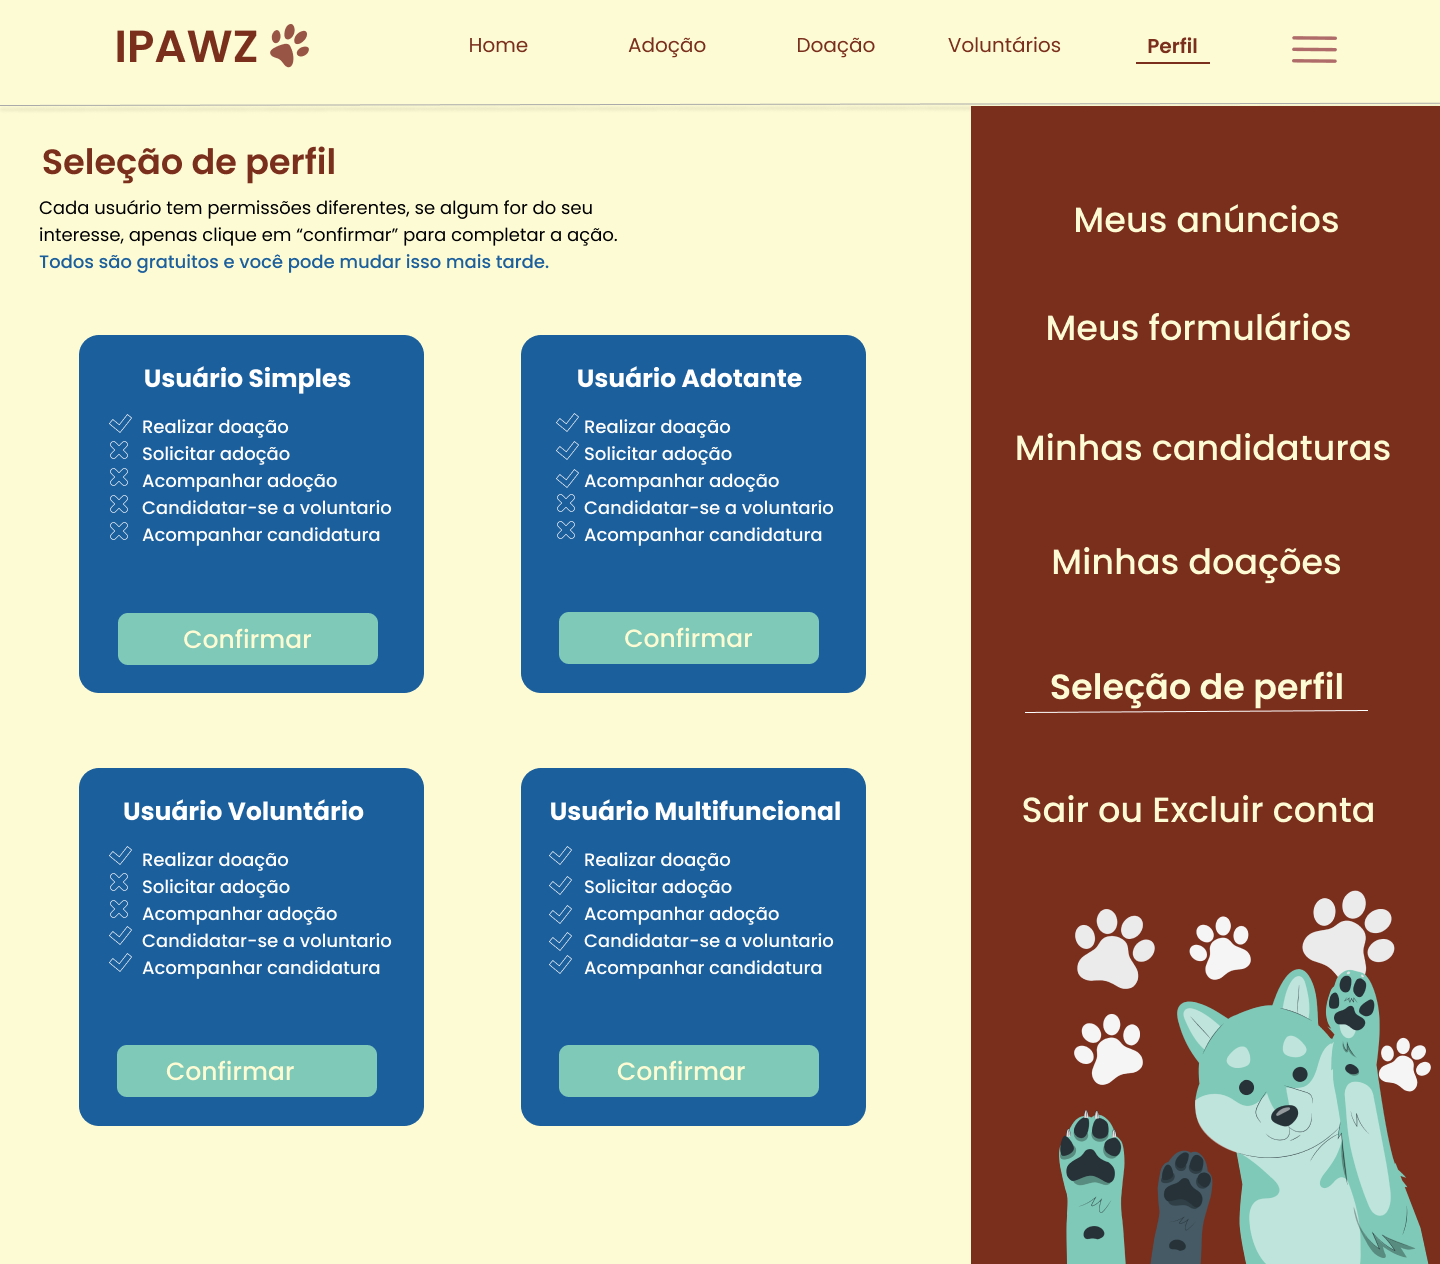 IPAWZ
Home
Adoção
Doação
Voluntários
Perfil
Seleção de perfil
Cada usuário tem permissões diferentes, se algum for do seu
interesse, apenas clique em “confirmar” para completar a ação.
Todos são gratuitos e você pode mudar isso mais tarde.
Usuário Simples
Realizar doação
Solicitar adoção
Acompanhar adoção
Candidatar-se a voluntario
Acompanhar candidatura
Confirmar
Usuário Adotante
Realizar doação
Solicitar adoção
Acompanhar adoção
Candidatar-se a voluntario
Acompanhar candidatura
Confirmar
Usuário Voluntário
Realizar doação
Solicitar adoção
Acompanhar adoção
Candidatar-se a voluntario
Acompanhar candidatura
Confirmar
Usuário Multifuncional
Realizar doação
Solicitar adoção
Acompanhar adoção
Candidatar-se a voluntario
Acompanhar candidatura
Confirmar
Meus anúncios
Meus formulários
Minhas candidaturas
Minhas doações
Seleção de perfil
Sair ou Excluir conta